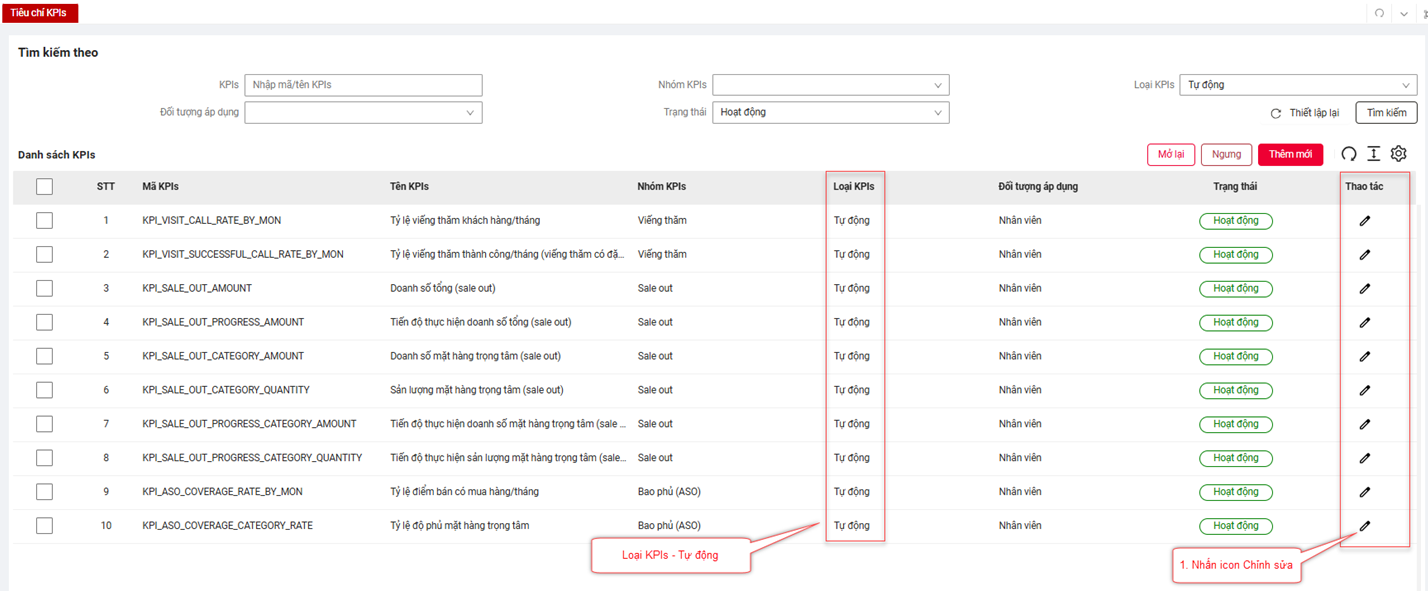 Tiêu chí KPIs
Tìm kiếm theo
KPIs Nhập mã/tên KPIs Nhóm KPIs Loại KPIs Tự động
Đối tượng áp dụng Trạng thái Hoạt động Thiết lập lại Tìm kiếm
Danh sách KPIs Mở lại Ngưng Thêm mới
STT Mã KPIs Tên KPIs Nhóm KPIs Loại KPIs Đối tượng áp dụng Trạng thái Thao tác
1 KPI_VISIT_CALL_RATE_BY_MON Tỷ lệ viếng thăm khách hàng/tháng Viếng thăm Tự động Nhân viên Hoạt động
2 KPI_VISIT_SUCCESSFUL_CALL_RATE_BY_MON Tỷ lệ viếng thăm thành công/tháng (viếng thăm có đặ... Viếng thăm Tự động Nhân viên Hoạt động
3 KPI_SALE_OUT_AMOUNT Doanh số tổng (sale out) Sale out Tự động Nhân viên Hoạt động
4 KPI_SALE_OUT_PROGRESS_AMOUNT Tiến độ thực hiện doanh số tổng (sale out) Sale out Tự động Nhân viên Hoạt động
5 KPI_SALE_OUT_CATEGORY_AMOUNT Doanh số mặt hàng trọng tâm (sale out) Sale out Tự động Nhân viên Hoạt động
6 KPI_SALE_OUT_CATEGORY_QUANTITY Sản lượng mặt hàng trọng tâm (sale out) Sale out Tự động Nhân viên Hoạt động
7 KPI_SALE_OUT_PROGRESS_CATEGORY_AMOUNT Tiến độ thực hiện doanh số mặt hàng trọng tâm (sale ... Sale out Tự động Nhân viên Hoạt động
8 KPI_SALE_OUT_PROGRESS_CATEGORY_QUANTITY Tiến độ thực hiện sản lượng mặt hàng trọng tâm (sale... Sale out Tự động Nhân viên Hoạt động
9 KPI_ASO_COVERAGE_RATE_BY_MON Tỷ lệ điểm bán có mua hàng/tháng Bao phủ (ASO) Tự động Nhân viên Hoạt động
10 KPI_ASO_COVERAGE_CATEGORY_RATE Tỷ lệ độ phủ mặt hàng trọng tâm Bao phủ (ASO) Tự động Nhân viên Hoạt động
Loại KPIs - Tự động
1. Nhấn icon Chỉnh sửa